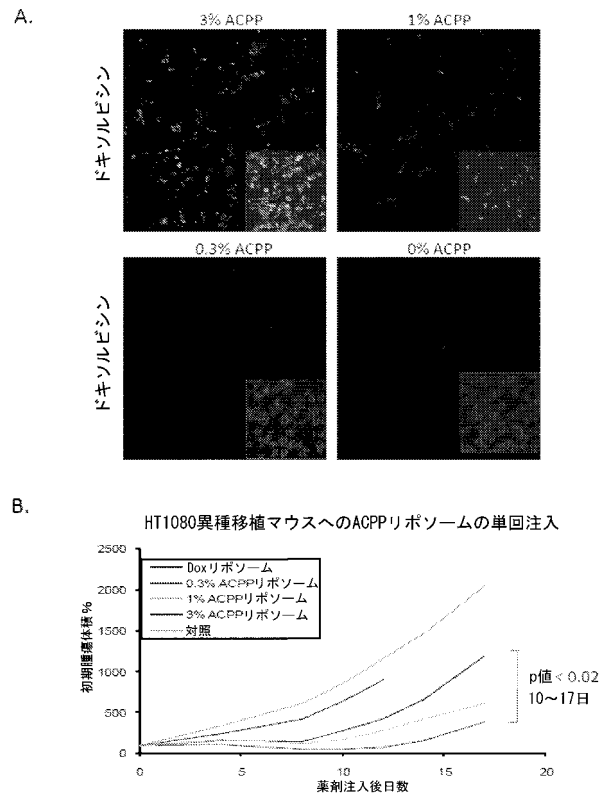 A.
3% ACPP
1% ACPP
ドキソルビシン
0.3% ACPP
0% ACPP
ドキソルビシン
B.
HT1080異種移植マウスへのACPPリポソームの単回注入
2500
2000
1500
1000
500
0
初期腫瘍体積%
Doxリポソーム
0.3% ACPPリポソーム
1% ACPPリポソーム
3% ACPPリポソーム
対照
p値<0.02
10~17日
0
5
10
15
20
薬剤注入後日数